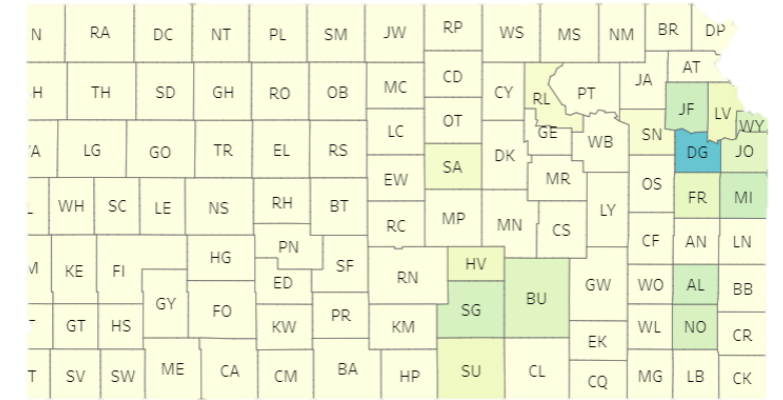 N RA DC NT PL SM JW RP WS MS NM BR DP
H TH SD GH RO OB MC CD CY RL PT JA AT
JF LV WY
LC OT GE WB SN
A LG GO TR EL RS DK DG JO
EW SA MR OS
L WH SC LE NS RH BT LY FR MI
RC MP MN CS
M KE FI HG PN SF RN HV CF AN LN
ED BU GW WO AL BB
GY FO SG
T GT HS KW PR KM WL NO CR
EK
T SV SW ME CA CM BA HP SU CL CQ MG LB CK